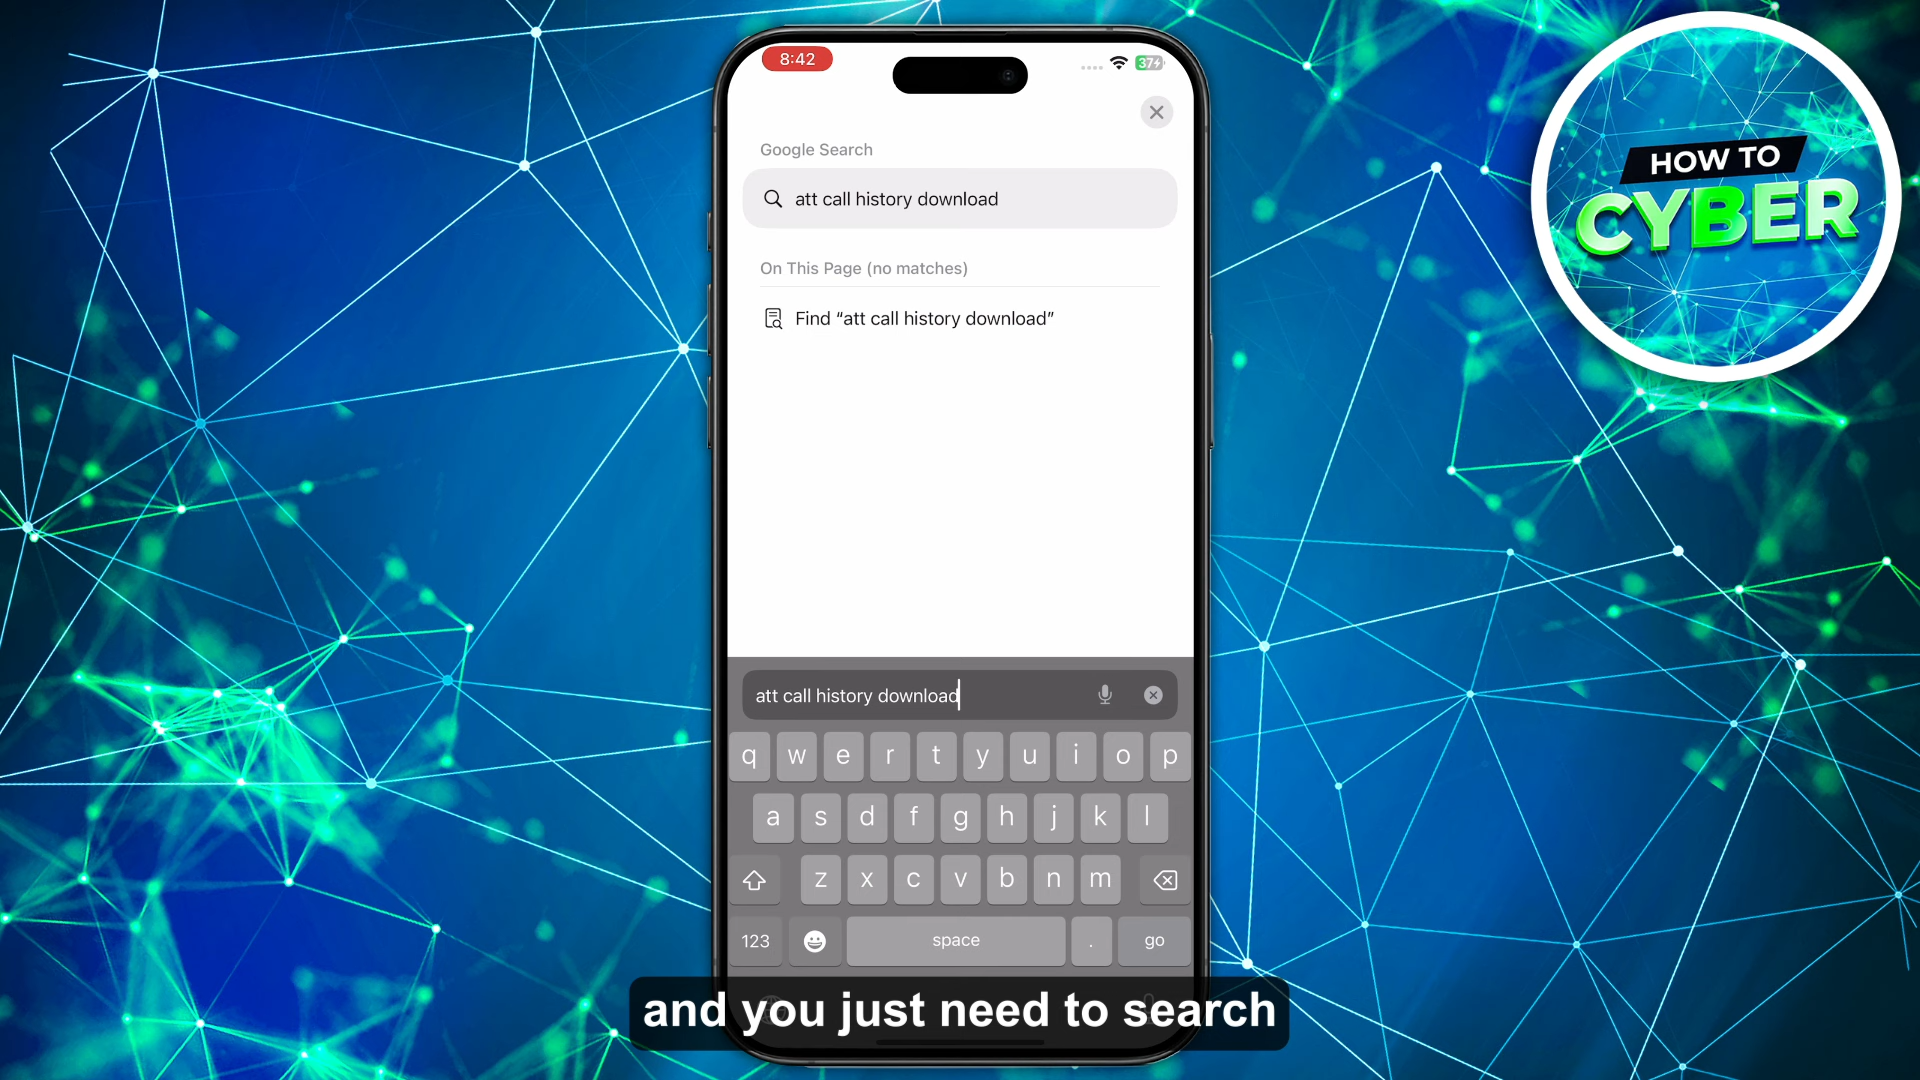 8:42
37
Google Search
att call history download
On This Page (no matches)
Find “att call history download”
att call history download
q w e r t y u i o p
a s d f g h j k l
z x c v b n m
123 space . go
and you just need to search
HOW TO
CYBER